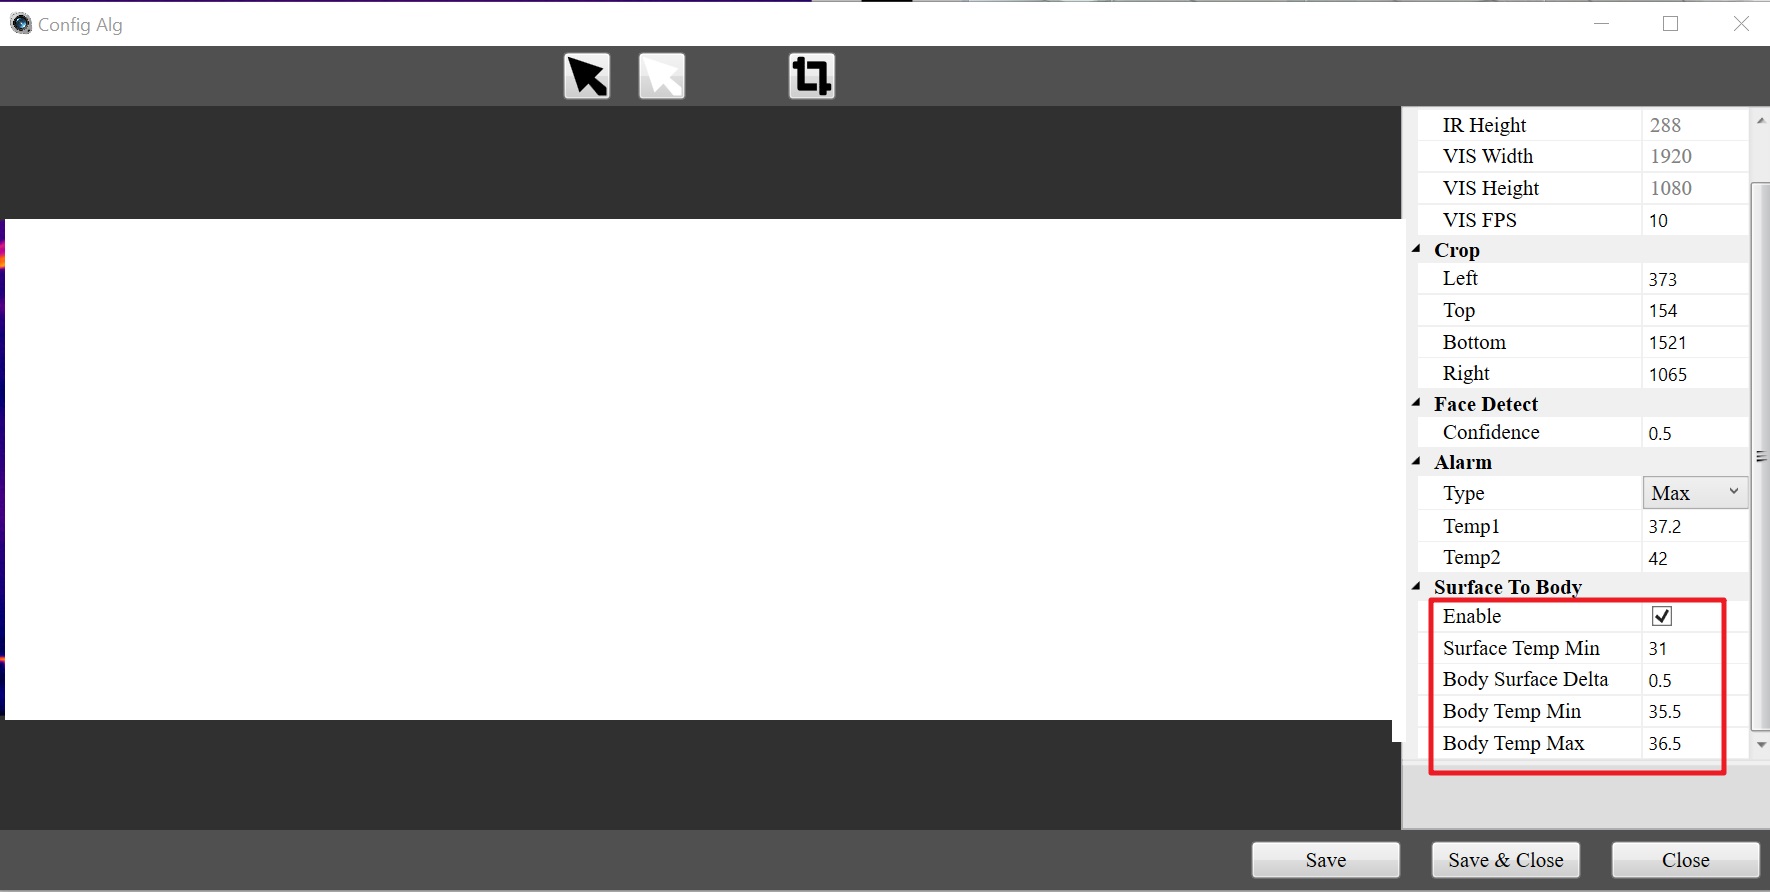 Config Alg
IR Height 288
VIS Width 1920
VIS Height 1080
VIS FPS 10
Crop
Left 373
Top 154
Bottom 1521
Right 1065
Face Detect
Confidence 0.5
Alarm
Type Max
Temp1 37.2
Temp2 42
Surface To Body
Enable
Surface Temp Min 31
Body Surface Delta 0.5
Body Temp Min 35.5
Body Temp Max 36.5
Save Save & Close Close